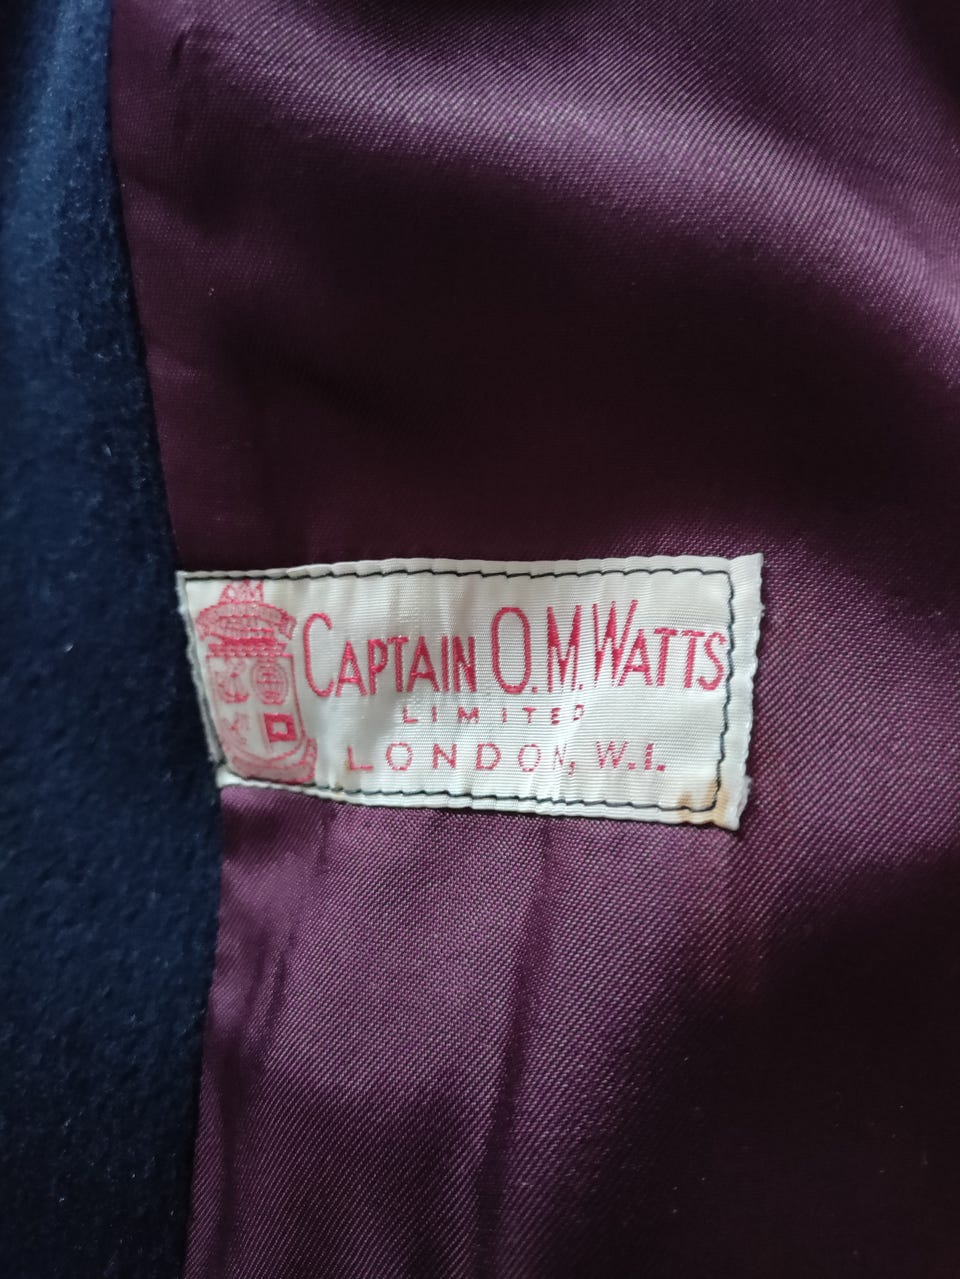 CAPTAIN O.M.WATTS
LIMITED
LONDON, W.1.